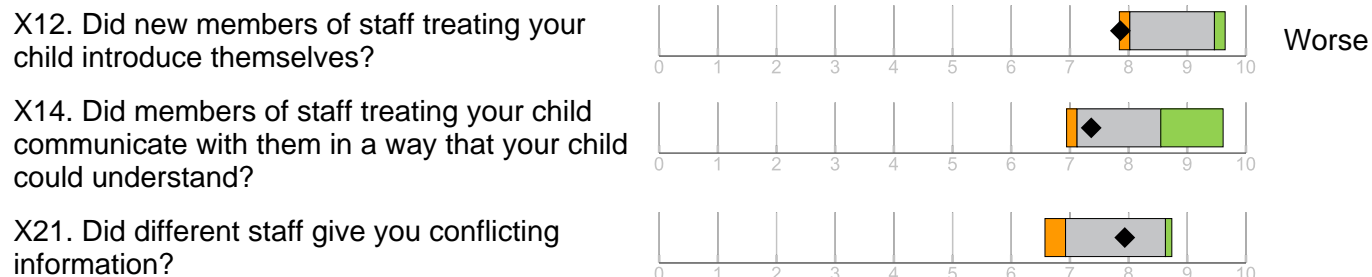 X12. Did new members of staff treating your
child introduce themselves?
0 1 2 3 4 5 6 7 8 9 10
Worse
X14. Did members of staff treating your child
communicate with them in a way that your child
could understand?
0 1 2 3 4 5 6 7 8 9 10
X21. Did different staff give you conflicting
information?
0 1 2 3 4 5 6 7 8 9 10